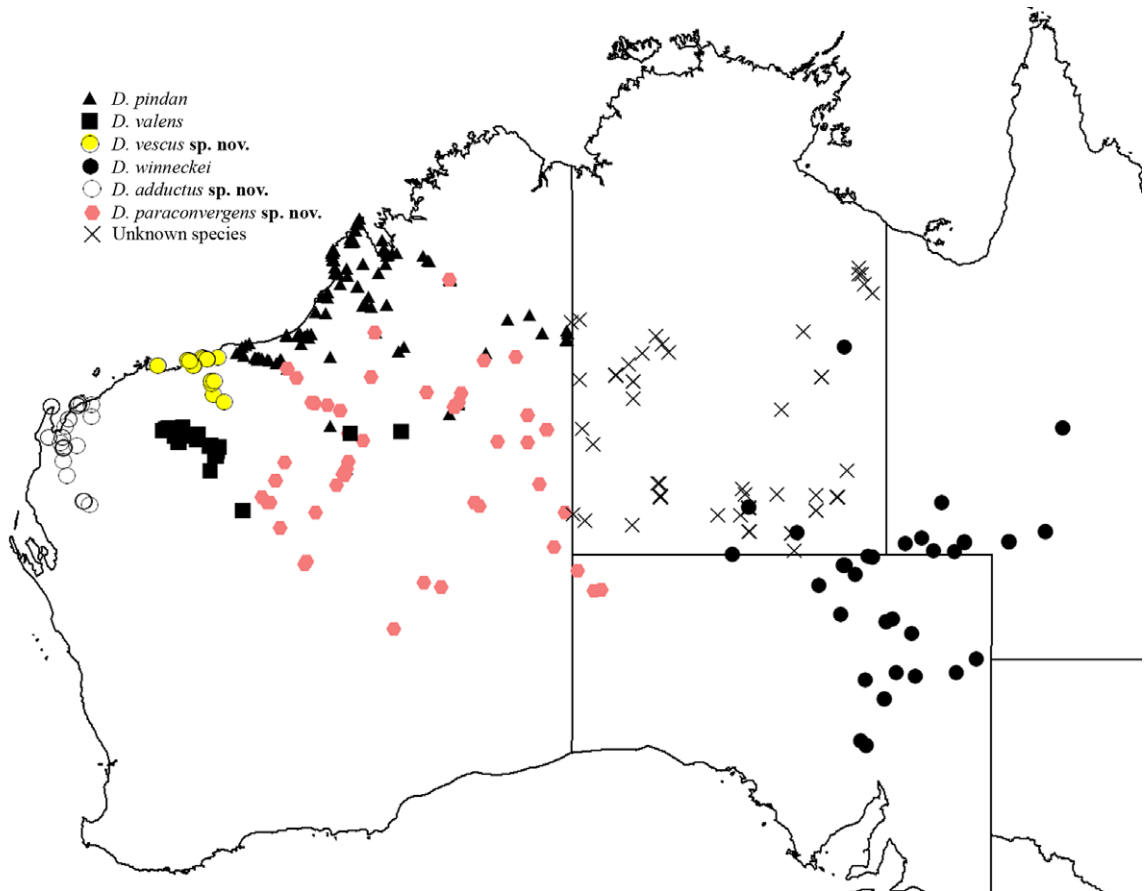 D. pindan
D. valens
D. vescus sp. nov.
D. winneckei
D. adductus sp. nov.
D. paraconvergens sp. nov.
Unknown species